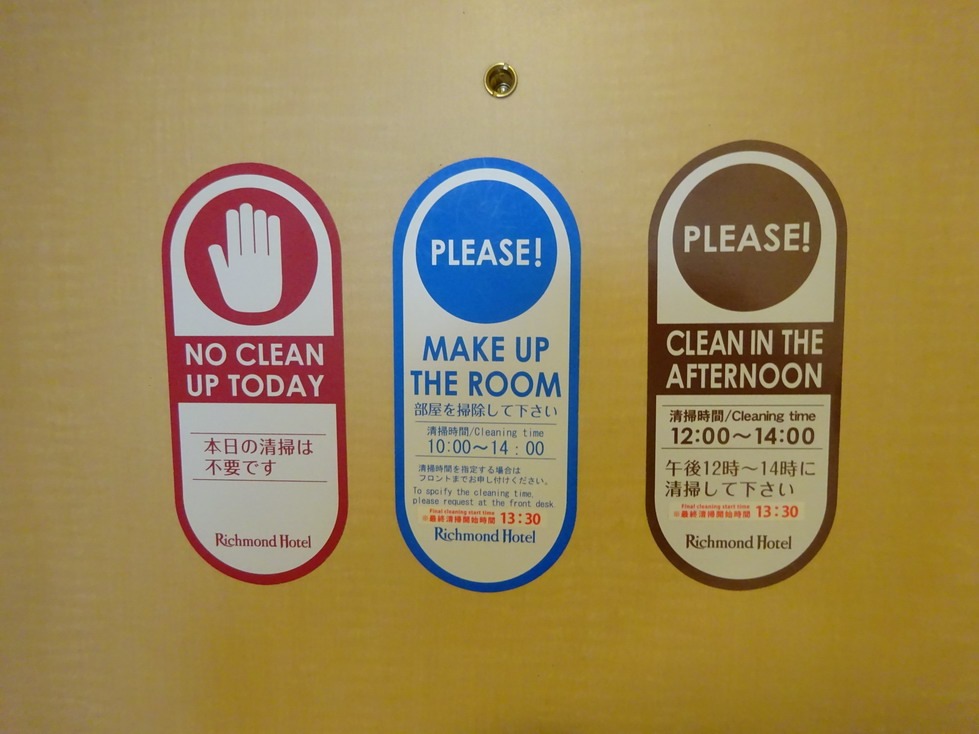 NO CLEAN
UP TODAY
本日の清掃は
不要です
Richmond Hotel
PLEASE!
MAKE UP
THE ROOM
部屋を掃除して下さい
清掃時間/Cleaning time
10:00〜14:00
清掃時間を指定する場合は
フロントまでお申し付けください。
To spcify the cleaning time,
please request at the front desk
Final cleaning start time
※最終清掃開始時間 13:30
Richmond Hotel
PLEASE!
CLEAN IN THE
AFTERNOON
清掃時間/Cleaning time
12:00〜14:00
午後12時〜14時に
清掃して下さい
Final cleaning start time
※最終清掃開始時間 13:30
Richmond Hotel